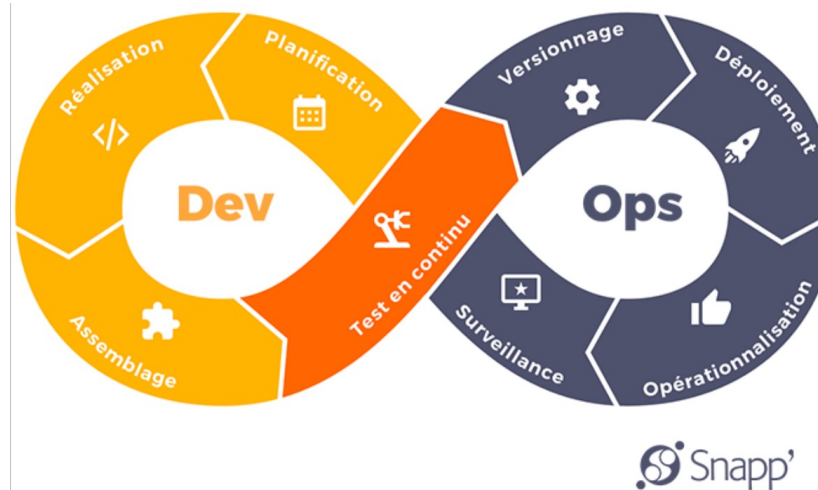 Planification
Réalisation
Dev
Assemblage
Test en continu
Versionnage
Déploiement
Ops
Opérationnalisation
Surveillance
Snapp'